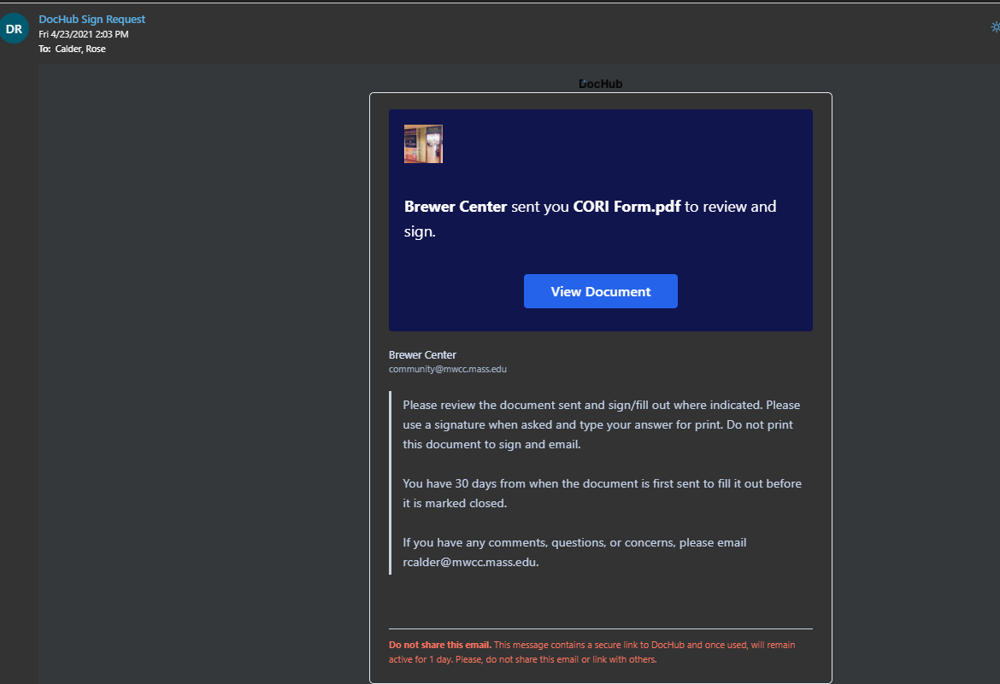 DR
DocHub Sign Request
Fri 4/23/2021 2:03 PM
To: Calder, Rose
DocHub
Brewer Center sent you CORI Form.pdf to review and
sign.
View Document
Brewer Center
community@mwcc.mass.edu
Please review the document sent and sign/fill out where indicated. Please
use a signature when asked and type your answer for print. Do not print
this document to sign and email.
You have 30 days from when the document is first sent to fill it out before
it is marked closed.
If you have any comments, questions, or concerns, please email
rcalder@mwcc.mass.edu.
Do not share this email. This message contains a secure link to DocHub and once used, will remain
active for 1 day. Please, do not share this email or link with others.